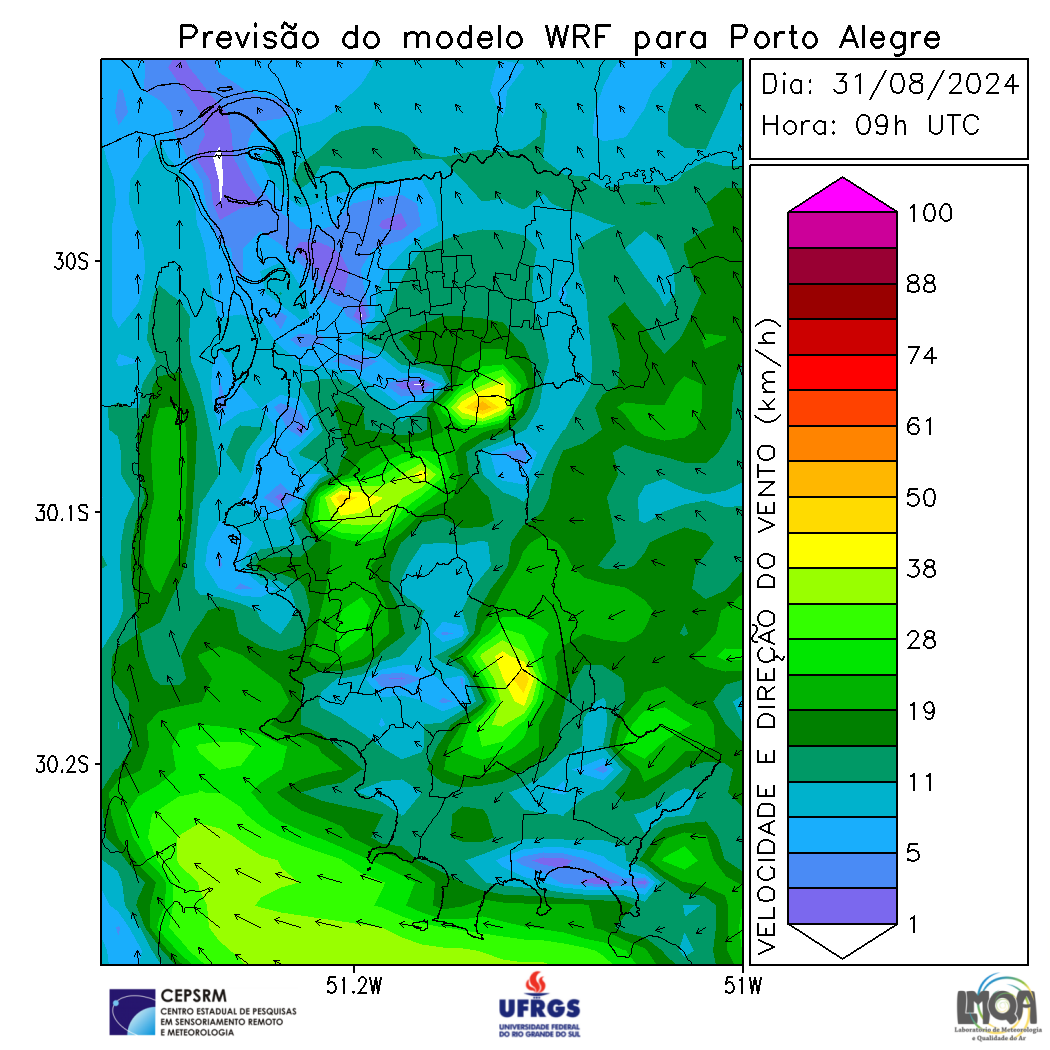 Previsão do modelo WRF para Porto Alegre
Dia: 31/08/2024
Hora: 09h UTC
30S
30.1S
30.2S
51.2W
51W
VELOCIDADE E DIREÇÃO DO VENTO (km/h)
100
88
74
61
50
38
28
19
11
5
1
CEPSRM
CENTRO ESTADUAL DE PESQUISAS
EM SENSORIAMENTO REMOTO
E METEOROLOGIA
UFRGS
UNIVERSIDADE FEDERAL
DO RIO GRANDE DO SUL
LMQA
Laboratório de Meteorologia
e Qualidade do Ar